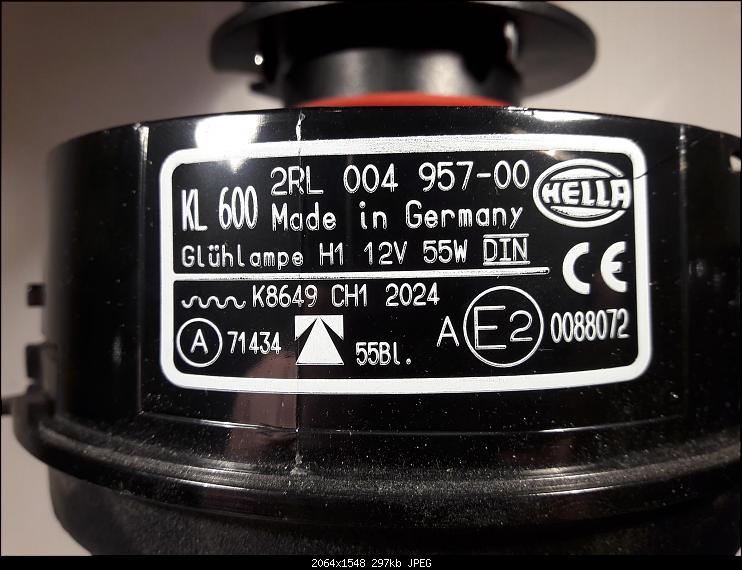 KL 600
2RL 004 957-00
HELLA
Made in Germany
Glühlampe H1 12V 55W DIN
CE
K8649 CH1 2024
A 71434
55Bl.
A E2 0088072
2064x1548 297kb JPEG